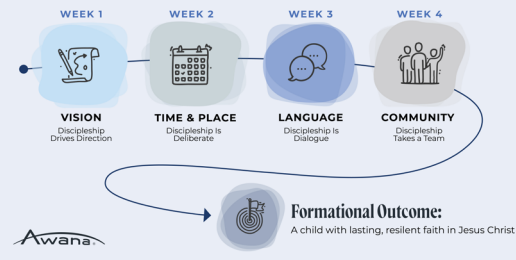 WEEK 1
WEEK 2
WEEK 3
WEEK 4
VISION
Discipleship
Drives Direction
TIME & PLACE
Discipleship Is
Deliberate
LANGUAGE
Discipleship Is
Dialogue
COMMUNITY
Discipleship
Takes a Team
Formational Outcome:
A child with lasting, resilent faith in Jesus Christ
Awana®